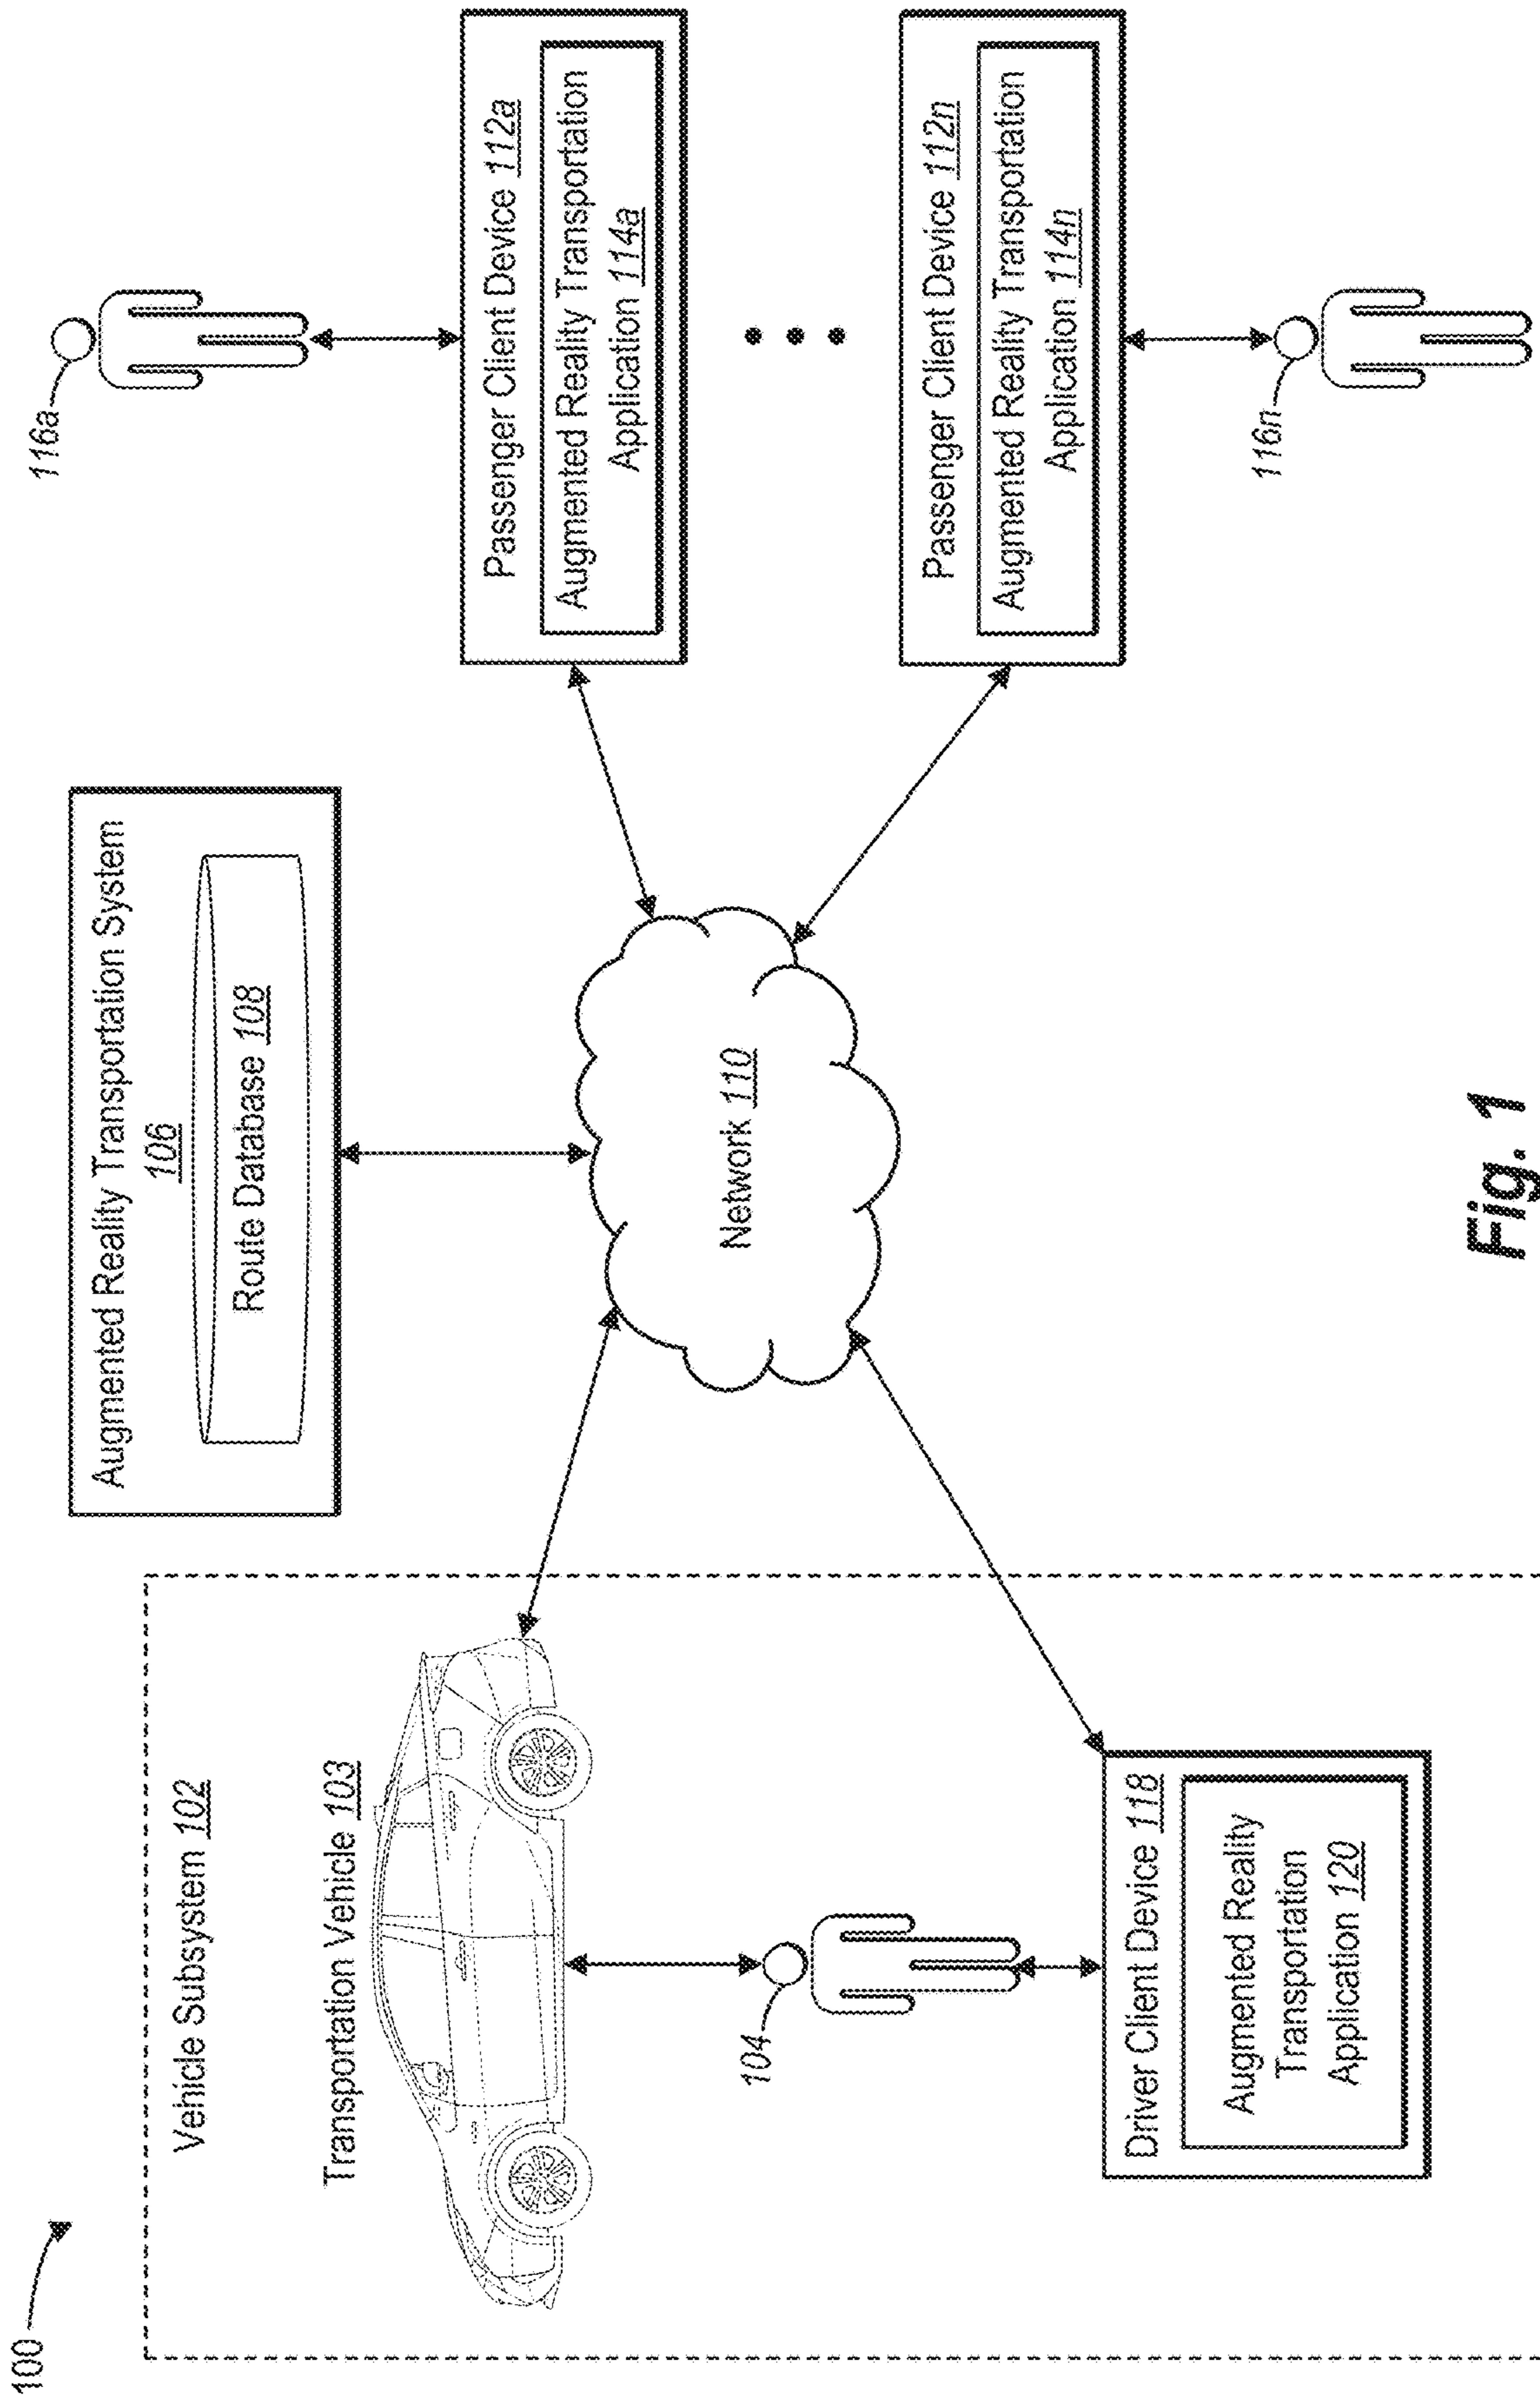 100
Vehicle Subsystem 102
Transportation Vehicle 103
104
Driver Client Device 118
Augmented Reality
Transportation
Application 120
Augmented Reality Transportation System
106
Route Database 108
Network 110
116a
Passenger Client Device 112a
Augmented Reality Transportation
Application 114a
Passenger Client Device 112n
Augmented Reality Transportation
Application 114n
116n
Fig. 1